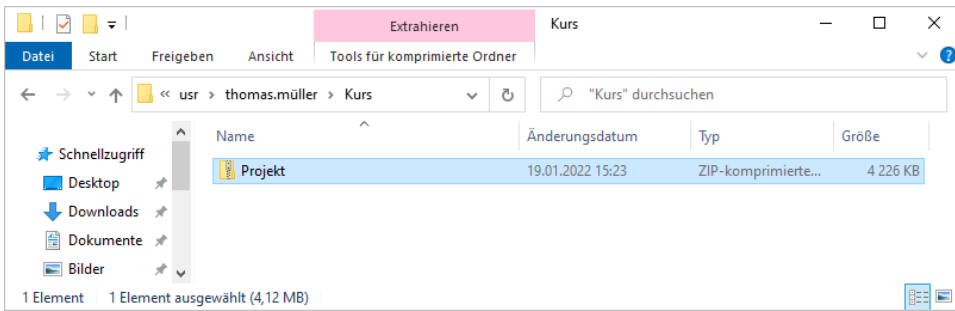 Extrahieren Kurs
Datei Start Freigeben Ansicht Tools für komprimierte Ordner
« usr › thomas.müller › Kurs "Kurs" durchsuchen
Name Änderungsdatum Typ Größe
Schnellzugriff
Projekt 19.01.2022 15:23 ZIP-komprimierte... 4 226 KB
Desktop
Downloads
Dokumente
Bilder
1 Element 1 Element ausgewählt (4,12 MB)